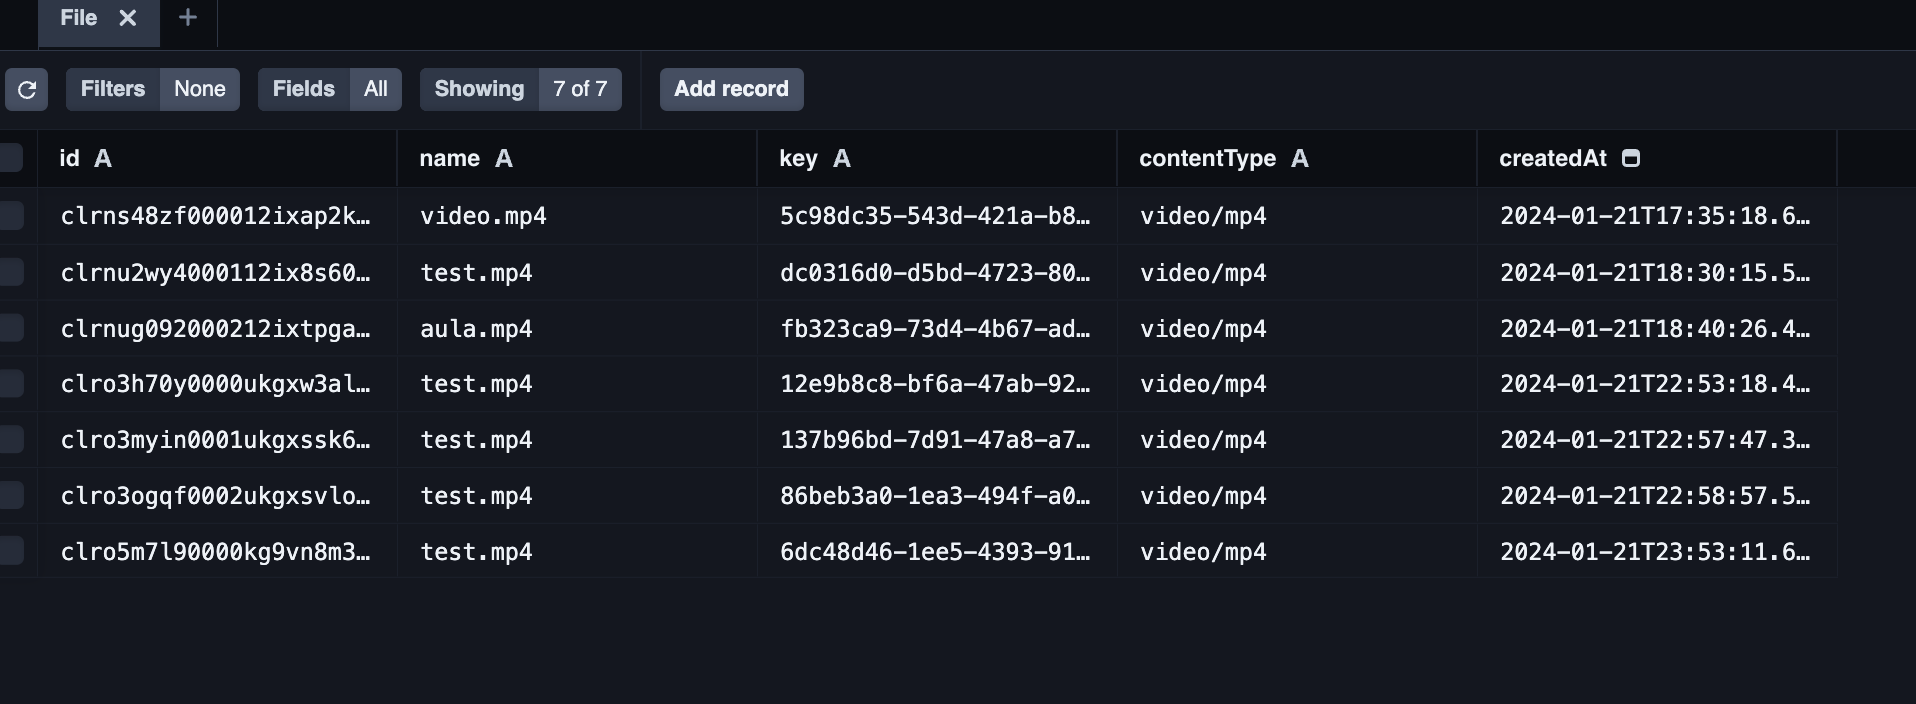 File
Filters None Fields All Showing 7 of 7 Add record
id A name A key A contentType A createdAt
clrns48zf000012ixap2k… video.mp4 5c98dc35-543d-421a-b8… video/mp4 2024-01-21T17:35:18.6…
clrnu2wy4000112ix8s60… test.mp4 dc0316d0-d5bd-4723-80… video/mp4 2024-01-21T18:30:15.5…
clrnug092000212ixtpga… aula.mp4 fb323ca9-73d4-4b67-ad… video/mp4 2024-01-21T18:40:26.4…
clro3h70y0000ukgxw3al… test.mp4 12e9b8c8-bf6a-47ab-92… video/mp4 2024-01-21T22:53:18.4…
clro3myin0001ukgxssk6… test.mp4 137b96bd-7d91-47a8-a7… video/mp4 2024-01-21T22:57:47.3…
clro3ogqf0002ukgxsvlo… test.mp4 86beb3a0-1ea3-494f-a0… video/mp4 2024-01-21T22:58:57.5…
clro5m7l90000kg9vn8m3… test.mp4 6dc48d46-1ee5-4393-91… video/mp4 2024-01-21T23:53:11.6…